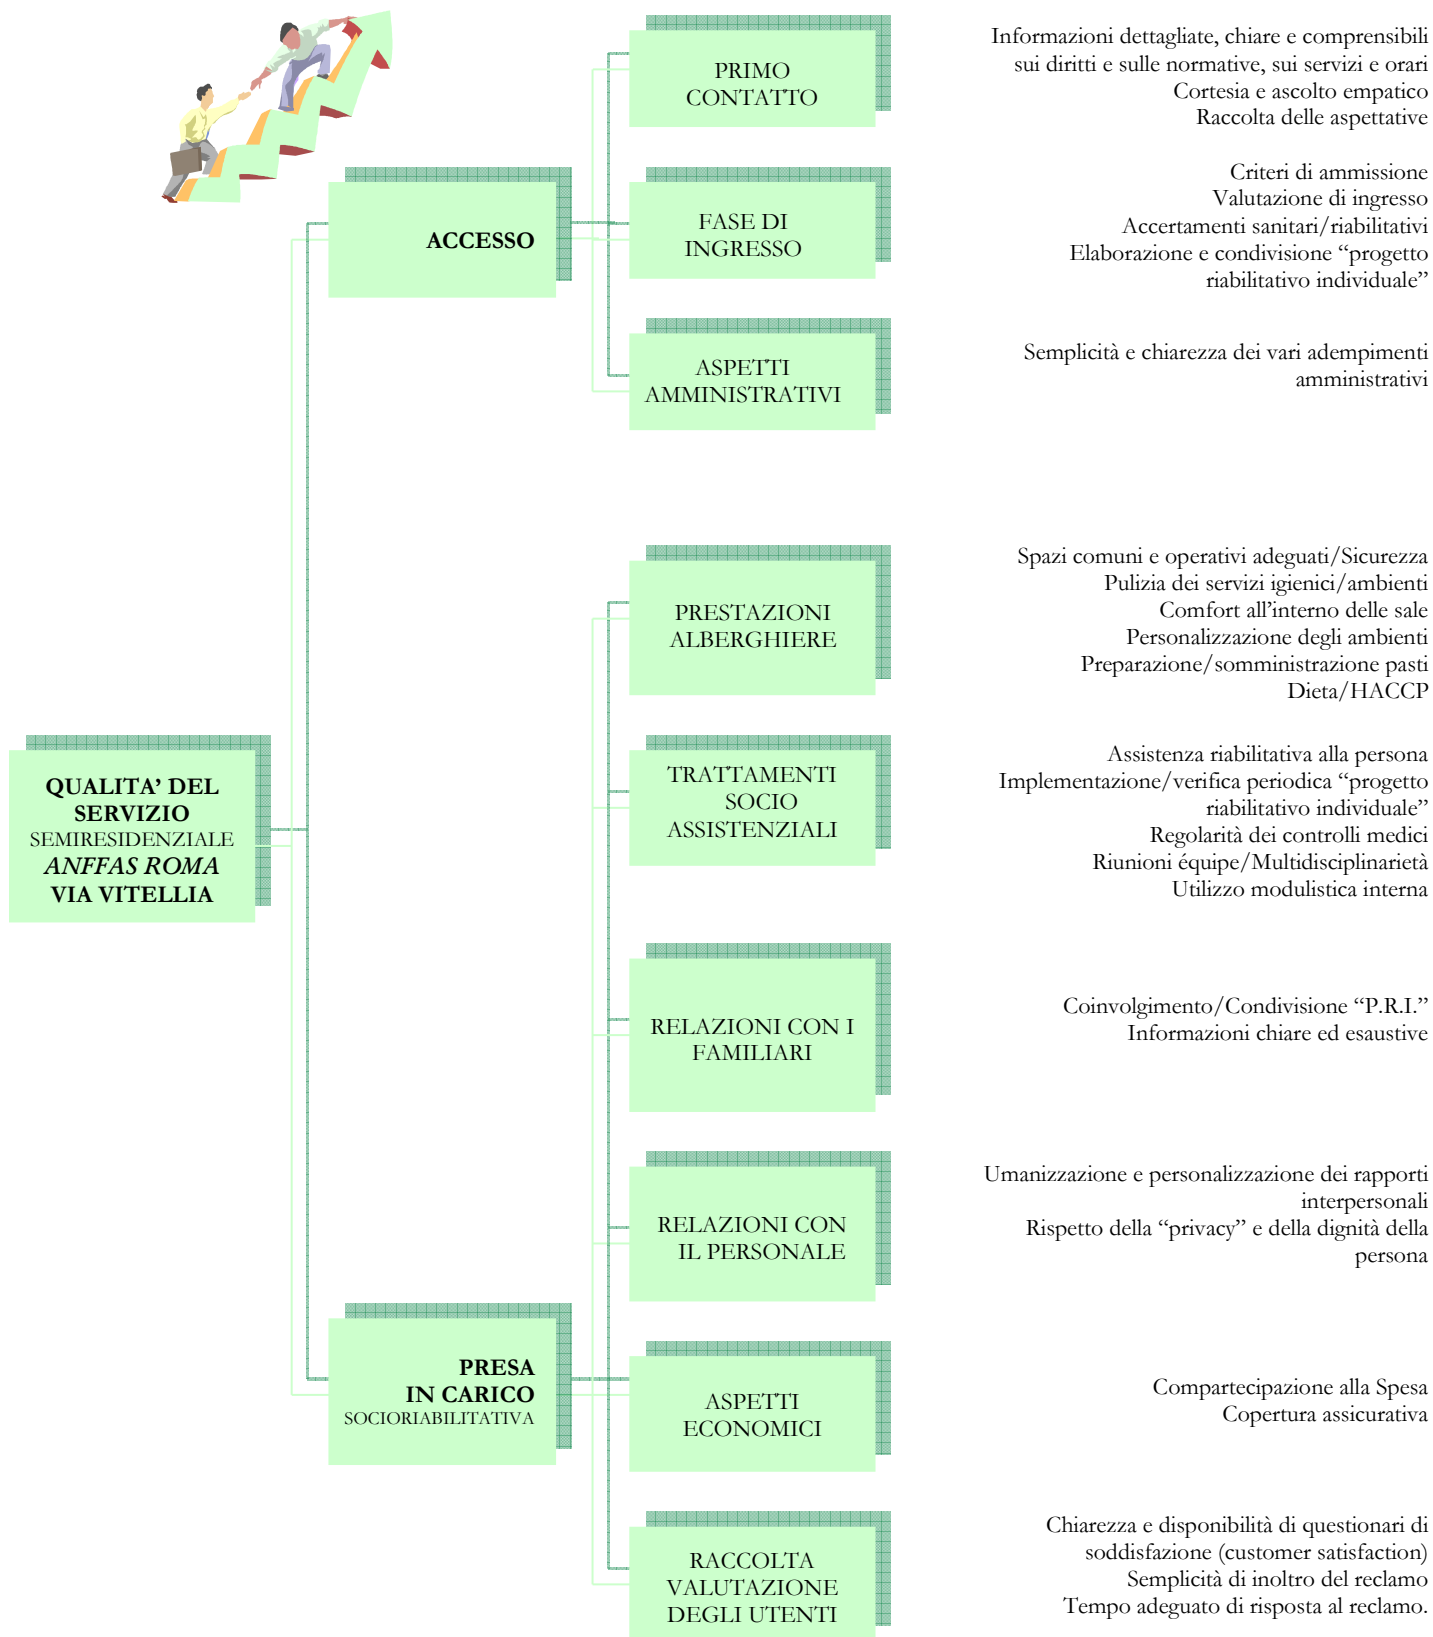 PRIMO
CONTATTO
Informazioni dettagliate, chiare e comprensibili
sui diritti e sulle normative, sui servizi e orari
Cortesia e ascolto empatico
Raccolta delle aspettative
ACCESSO
FASE DI
INGRESSO
Criteri di ammissione
Valutazione di ingresso
Accertamenti sanitari/riabilitativi
Elaborazione e condivisione “progetto
riabilitativo individuale”
ASPETTI
AMMINISTRATIVI
Semplicità e chiarezza dei vari adempimenti
amministrativi
PRESTAZIONI
ALBERGHIERE
Spazi comuni e operativi adeguati/Sicurezza
Pulizia dei servizi igienici/ambienti
Comfort all’interno delle sale
Personalizzazione degli ambienti
Preparazione/somministrazione pasti
Dieta/HACCP
QUALITA’ DEL
SERVIZIO
SEMIRESIDENZIALE
ANFFAS ROMA
VIA VITELLIA
TRATTAMENTI
SOCIO
ASSISTENZIALI
Assistenza riabilitativa alla persona
Implementazione/verifica periodica “progetto
riabilitativo individuale”
Regolarità dei controlli medici
Riunioni équipe/Multidisciplinarietà
Utilizzo modulistica interna
RELAZIONI CON I
FAMILIARI
Coinvolgimento/Condivisione “P.R.I.”
Informazioni chiare ed esaustive
RELAZIONI CON
IL PERSONALE
Umanizzazione e personalizzazione dei rapporti
interpersonali
Rispetto della “privacy” e della dignità della
persona
PRESA
IN CARICO
SOCIORIABILITATIVA
ASPETTI
ECONOMICI
Compartecipazione alla Spesa
Copertura assicurativa
RACCOLTA
VALUTAZIONE
DEGLI UTENTI
Chiarezza e disponibilità di questionari di
soddisfazione (customer satisfaction)
Semplicità di inoltro del reclamo
Tempo adeguato di risposta al reclamo.